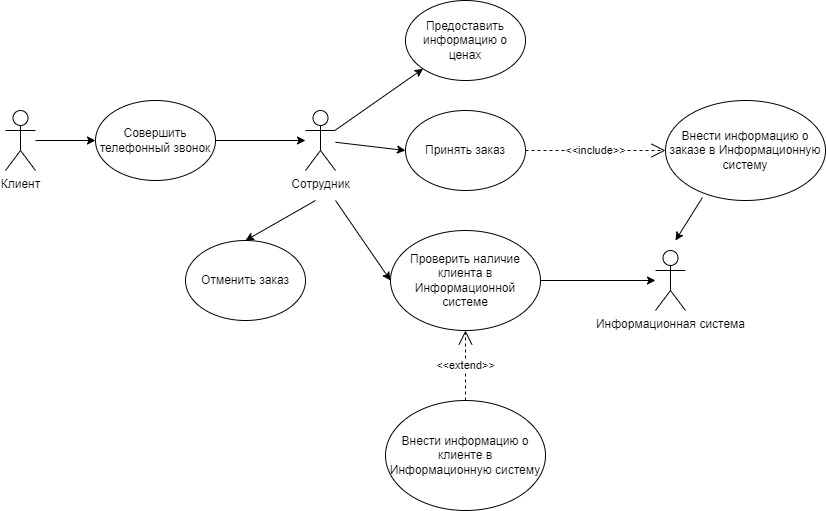 Предоставить
информацию о
ценах
Клиент
Совершить
телефонный звонок
Сотрудник
Принять заказ
<<include>>
Внести информацию о
заказе в Информационную
систему
Отменить заказ
Проверить наличие
клиента в
Информационной
системе
Информационная система
<<extend>>
Внести информацию о
клиенте в
Информационную систему